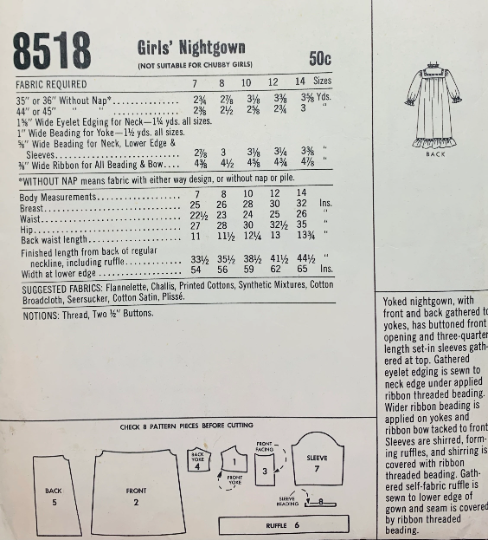 8518
Girls' Nightgown
(NOT SUITABLE FOR CHUBBY GIRLS)
50c
FABRIC REQUIRED 7 8 10 12 14 Sizes
35" or 36" Without Nap* 2¾ 2⅞ 3⅛ 3⅜ 3⅝ Yds.
44" or 45" " " 2⅜ 2½ 2⅝ 2¾ 3 "
1⅝" Wide Eyelet Edging for Neck—1¼ yds. all sizes.
1" Wide Beading for Yoke—1½ yds. all sizes.
⅝" Wide Beading for Neck, Lower Edge &
Sleeves 2⅞ 3 3⅛ 3¼ 3⅜ "
⅜" Wide Ribbon for All Beading & Bow 4⅜ 4½ 4⅝ 4¾ 4⅞ "
*WITHOUT NAP means fabric with either way design, or without nap or pile.
Body Measurements 7 8 10 12 14
Breast 25 26 28 30 32 Ins.
Waist 22½ 23 24 25 26 "
Hip 27 28 30 32½ 35 "
Back waist length 11 11½ 12¼ 13 13¾ "
Finished length from back of regular
neckline, including ruffle 33½ 35½ 38½ 41½ 44½ "
Width at lower edge 54 56 59 62 65 Ins.
SUGGESTED FABRICS: Flannelette, Challis, Printed Cottons, Synthetic Mixtures, Cotton
Broadcloth, Seersucker, Cotton Satin, Plissé.
NOTIONS: Thread, Two ½" Buttons.
BACK
Yoked nightgown, with
front and back gathered to
yokes, has buttoned front
opening and three-quarter
length set-in sleeves gath-
ered at top. Gathered
eyelet edging is sewn to
neck edge under applied
ribbon threaded beading.
Wider ribbon beading is
applied on yokes and
ribbon bow tacked to front.
Sleeves are shirred, form-
ing ruffles, and shirring is
covered with ribbon
threaded beading. Gath-
ered self-fabric ruffle is
sewn to lower edge of
gown and seam is covered
by ribbon threaded
beading.
CHECK 8 PATTERN PIECES BEFORE CUTTING
BACK
5
FRONT
2
BACK
YOKE
4
1
FRONT
YOKE
FRONT
FACING
3
SLEEVE
7
SLEEVE
BEADING
8
RUFFLE 6